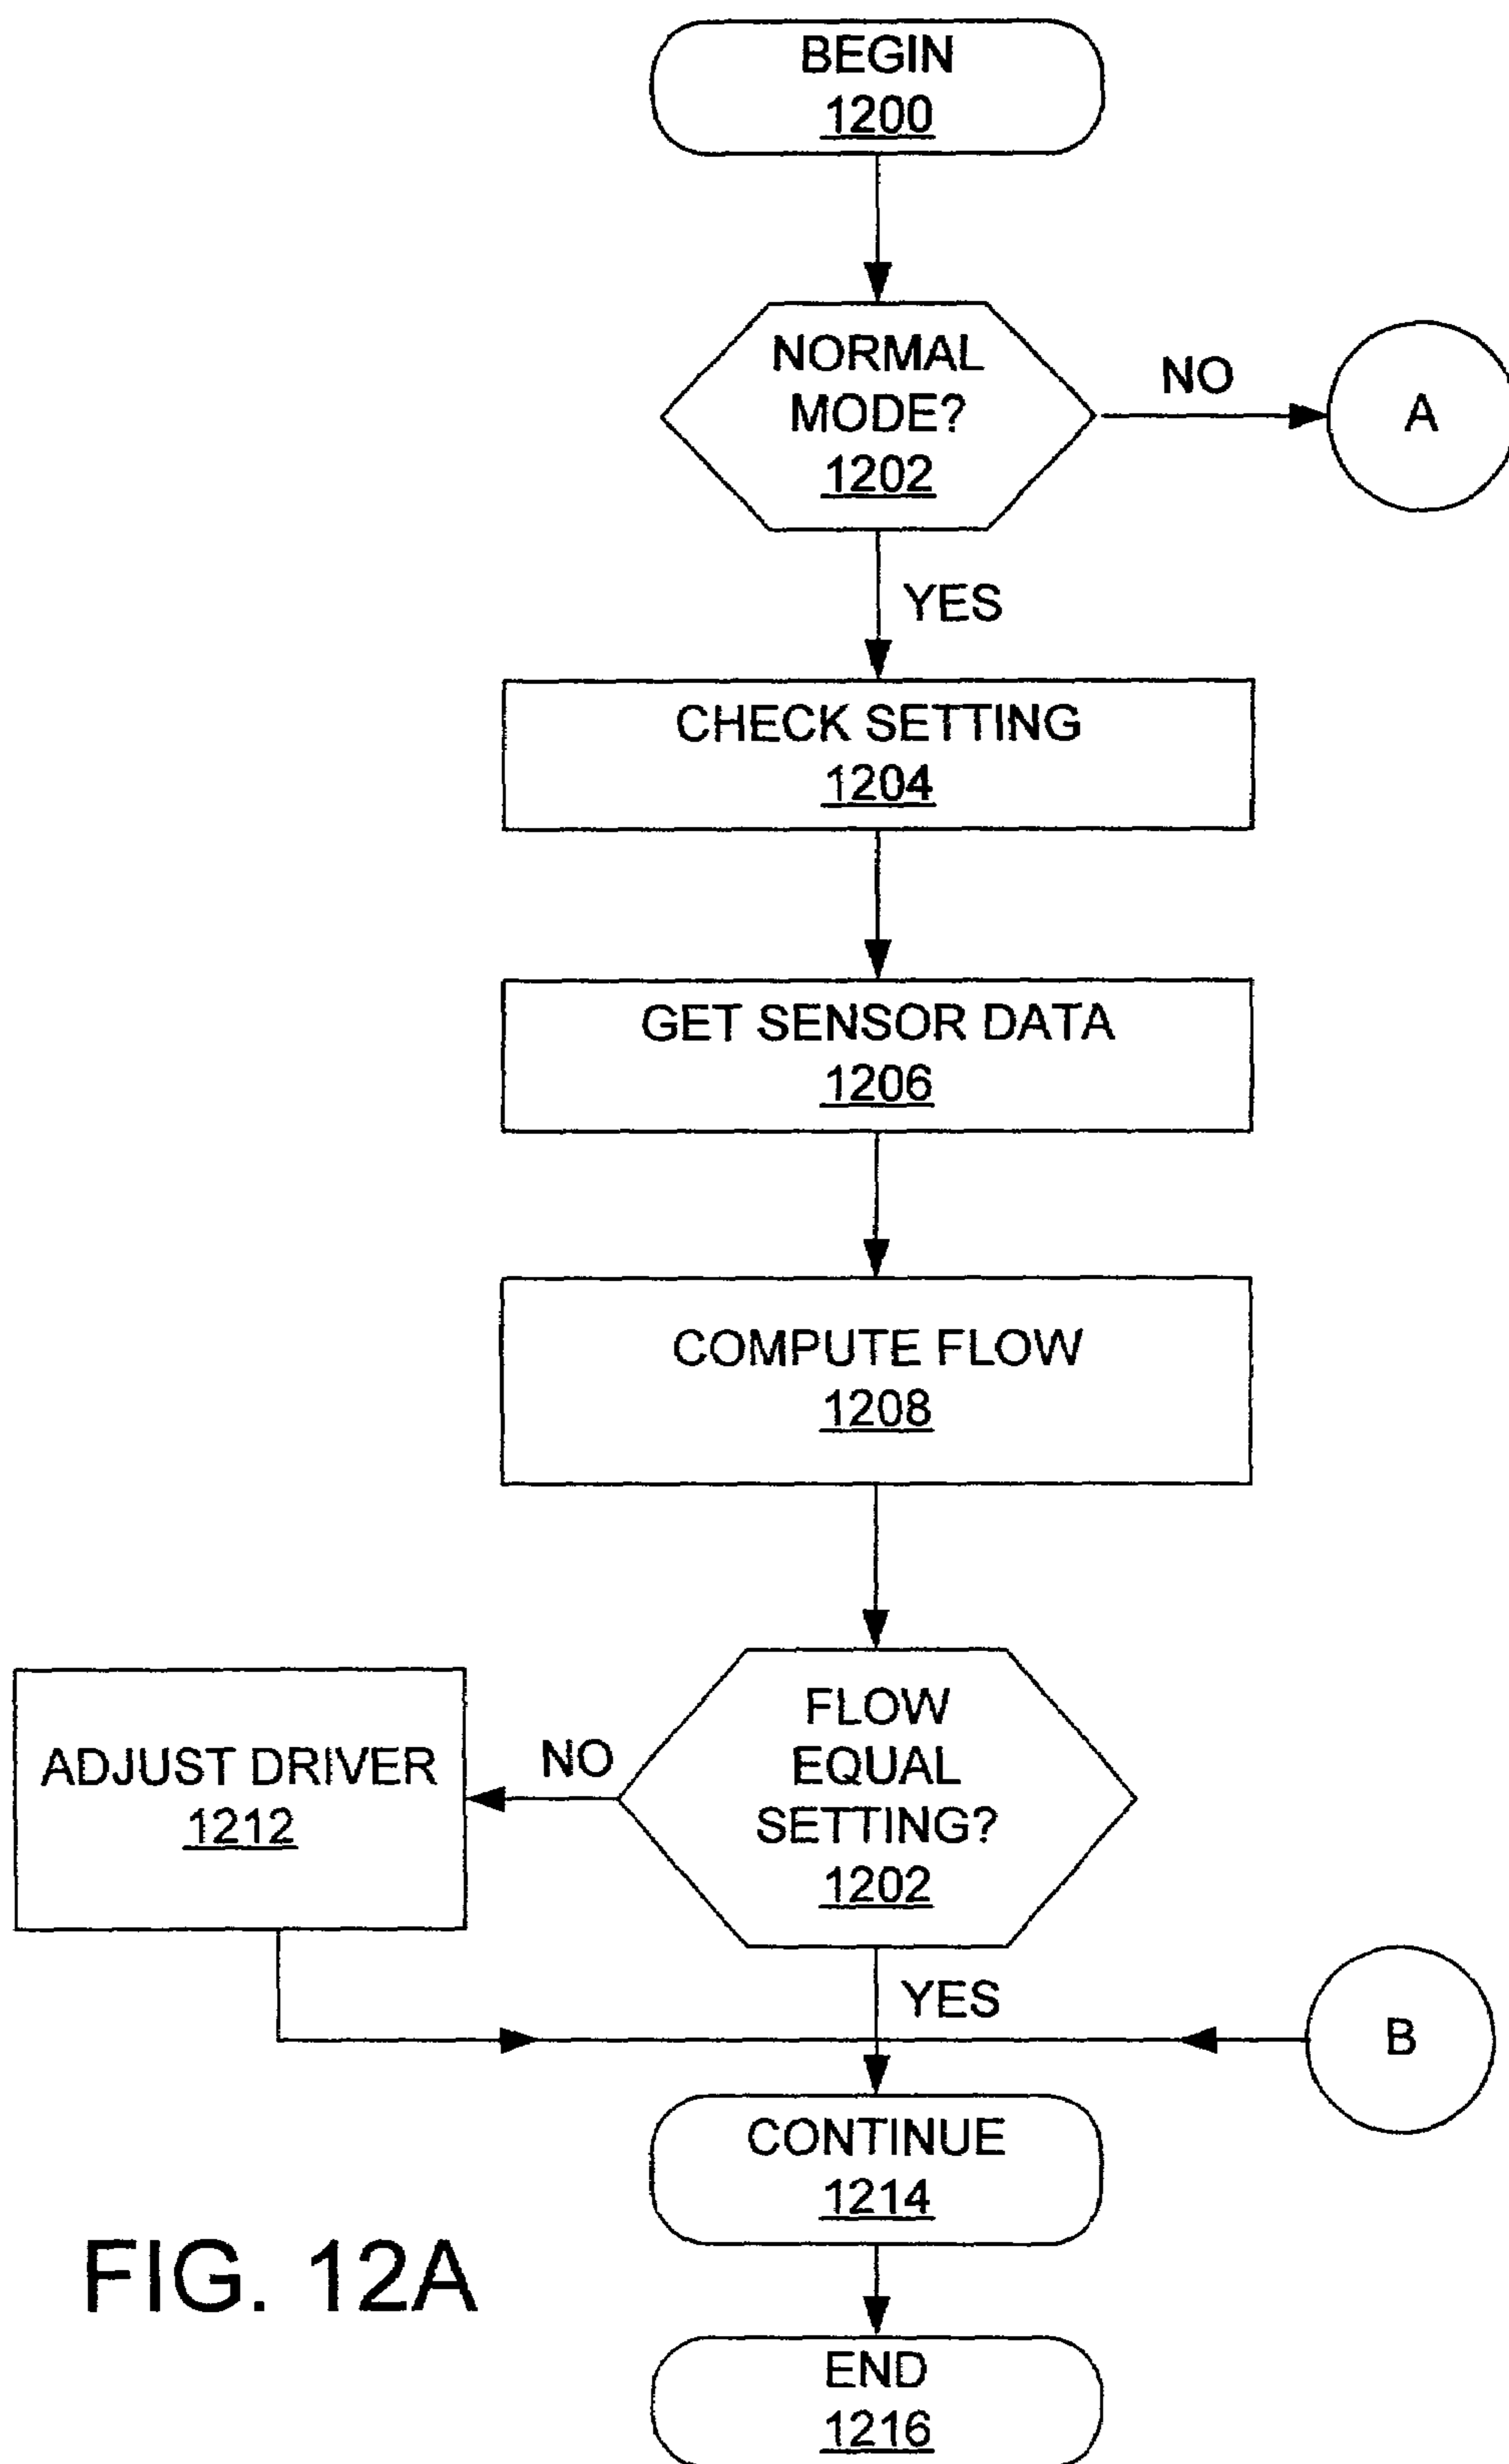 BEGIN
1200
NORMAL
MODE?
1202
NO
A
YES
CHECK SETTING
1204
GET SENSOR DATA
1206
COMPUTE FLOW
1208
FLOW
EQUAL
SETTING?
1202
NO
ADJUST DRIVER
1212
YES
B
CONTINUE
1214
FIG. 12A
END
1216